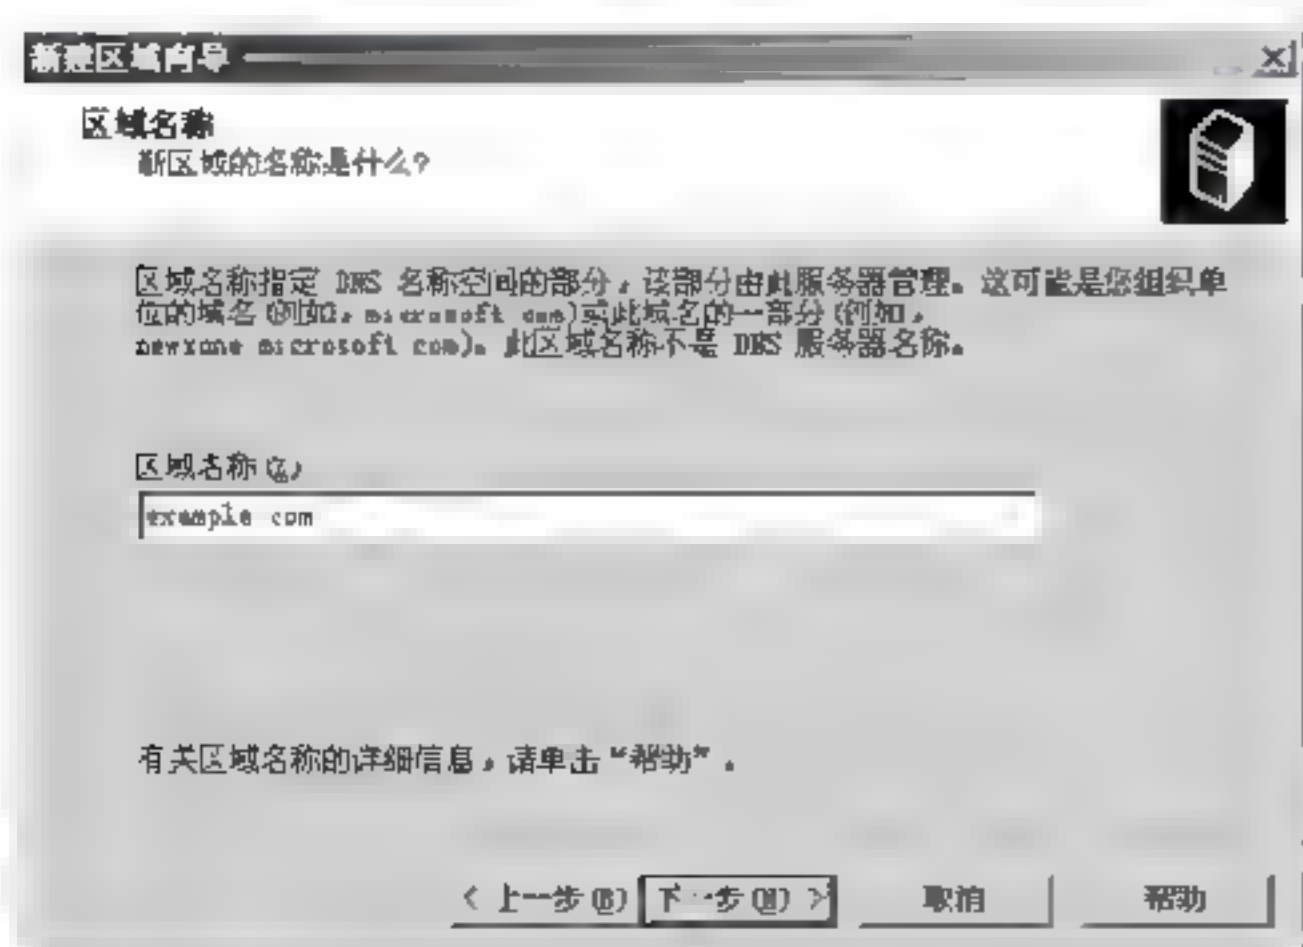 新建区域向导
区域名称
新区域的名称是什么?
区域名称指定 DNS 名称空间的部分，该部分由此服务器管理。这可能是您组织单
位的域名(例如，microsoft.com)或此域名的一部分(例如，
newzone.microsoft.com)。此区域名称不是 DNS 服务器名称。
区域名称(Z)
example.com
有关区域名称的详细信息，请单击“帮助”。
< 上一步(B) 下一步(N) > 取消 帮助